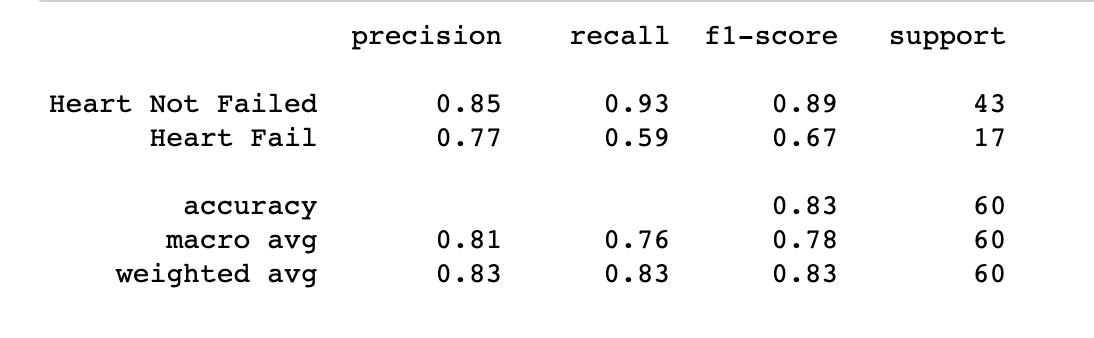 precision recall f1-score support
Heart Not Failed 0.85 0.93 0.89 43
Heart Fail 0.77 0.59 0.67 17
accuracy 0.83 60
macro avg 0.81 0.76 0.78 60
weighted avg 0.83 0.83 0.83 60